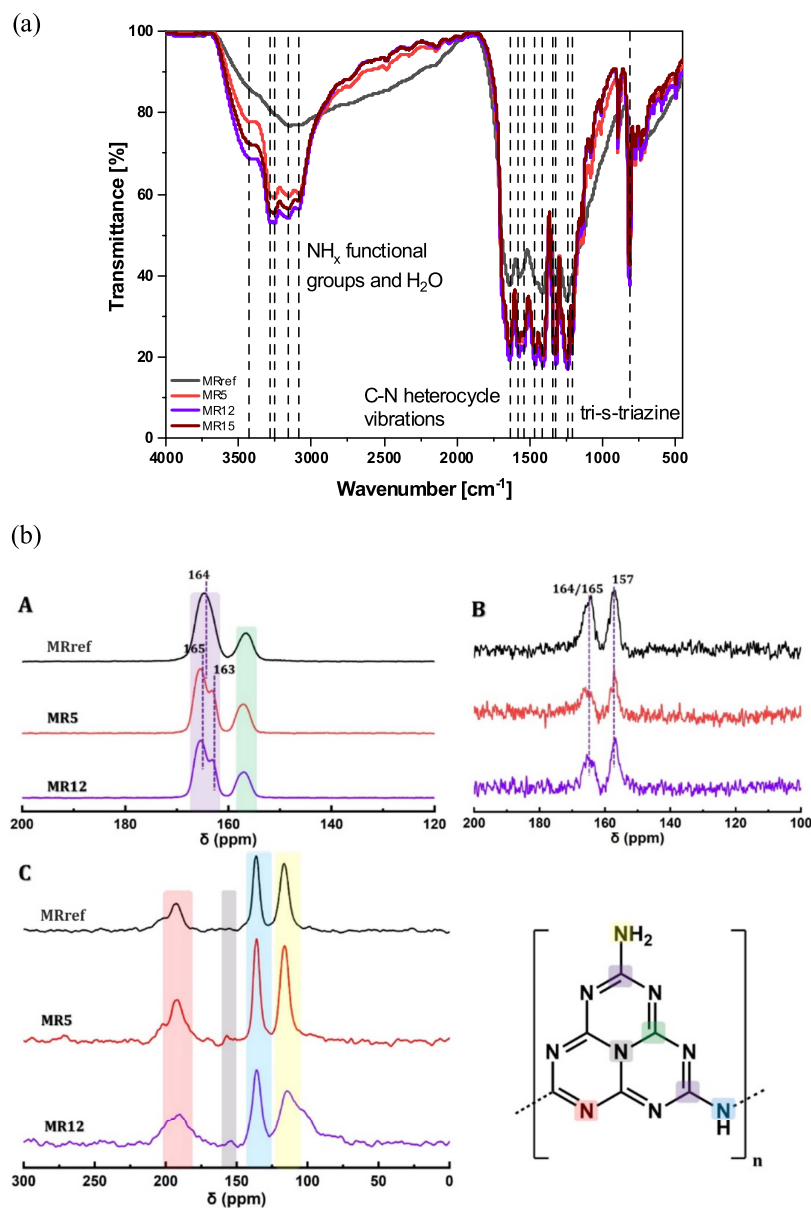 (a)
100
80
60
40
20
0
Transmittance [%]
NHx functional
groups and H2O
C-N heterocycle
vibrations
tri-s-triazine
MRref
MR5
MR12
MR15
4000 3500 3000 2500 2000 1500 1000 500
Wavenumber [cm-1]
(b)
A
164
MRref
165
163
MR5
MR12
200 180 160 140 120
δ (ppm)
B
164/165 157
200 180 160 140 120 100
δ (ppm)
C
MRref
MR5
MR12
300 250 200 150 100 50 0
δ (ppm)
NH2
N N
N N N
N N N
H
n